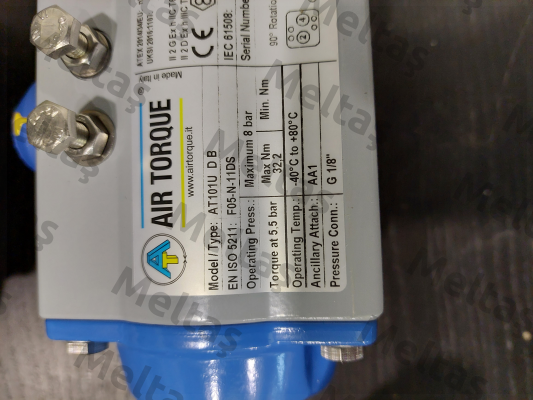 AIR TORQUE
www.airtorque.it
Made in Italy
Model / Type: AT101U D B
EN ISO 5211: F05-N-11DS
Operating Press.: Maximum 8 bar
Max Nm Min. Nm
Torque at 5.5 bar 32.2
Operating Temp.: -40°C to +80°C
Ancillary Attach.: AA1
Pressure Conn.: G 1/8"
CE
IEC 61508:
Serial Number
90° Rotation
Meltaş